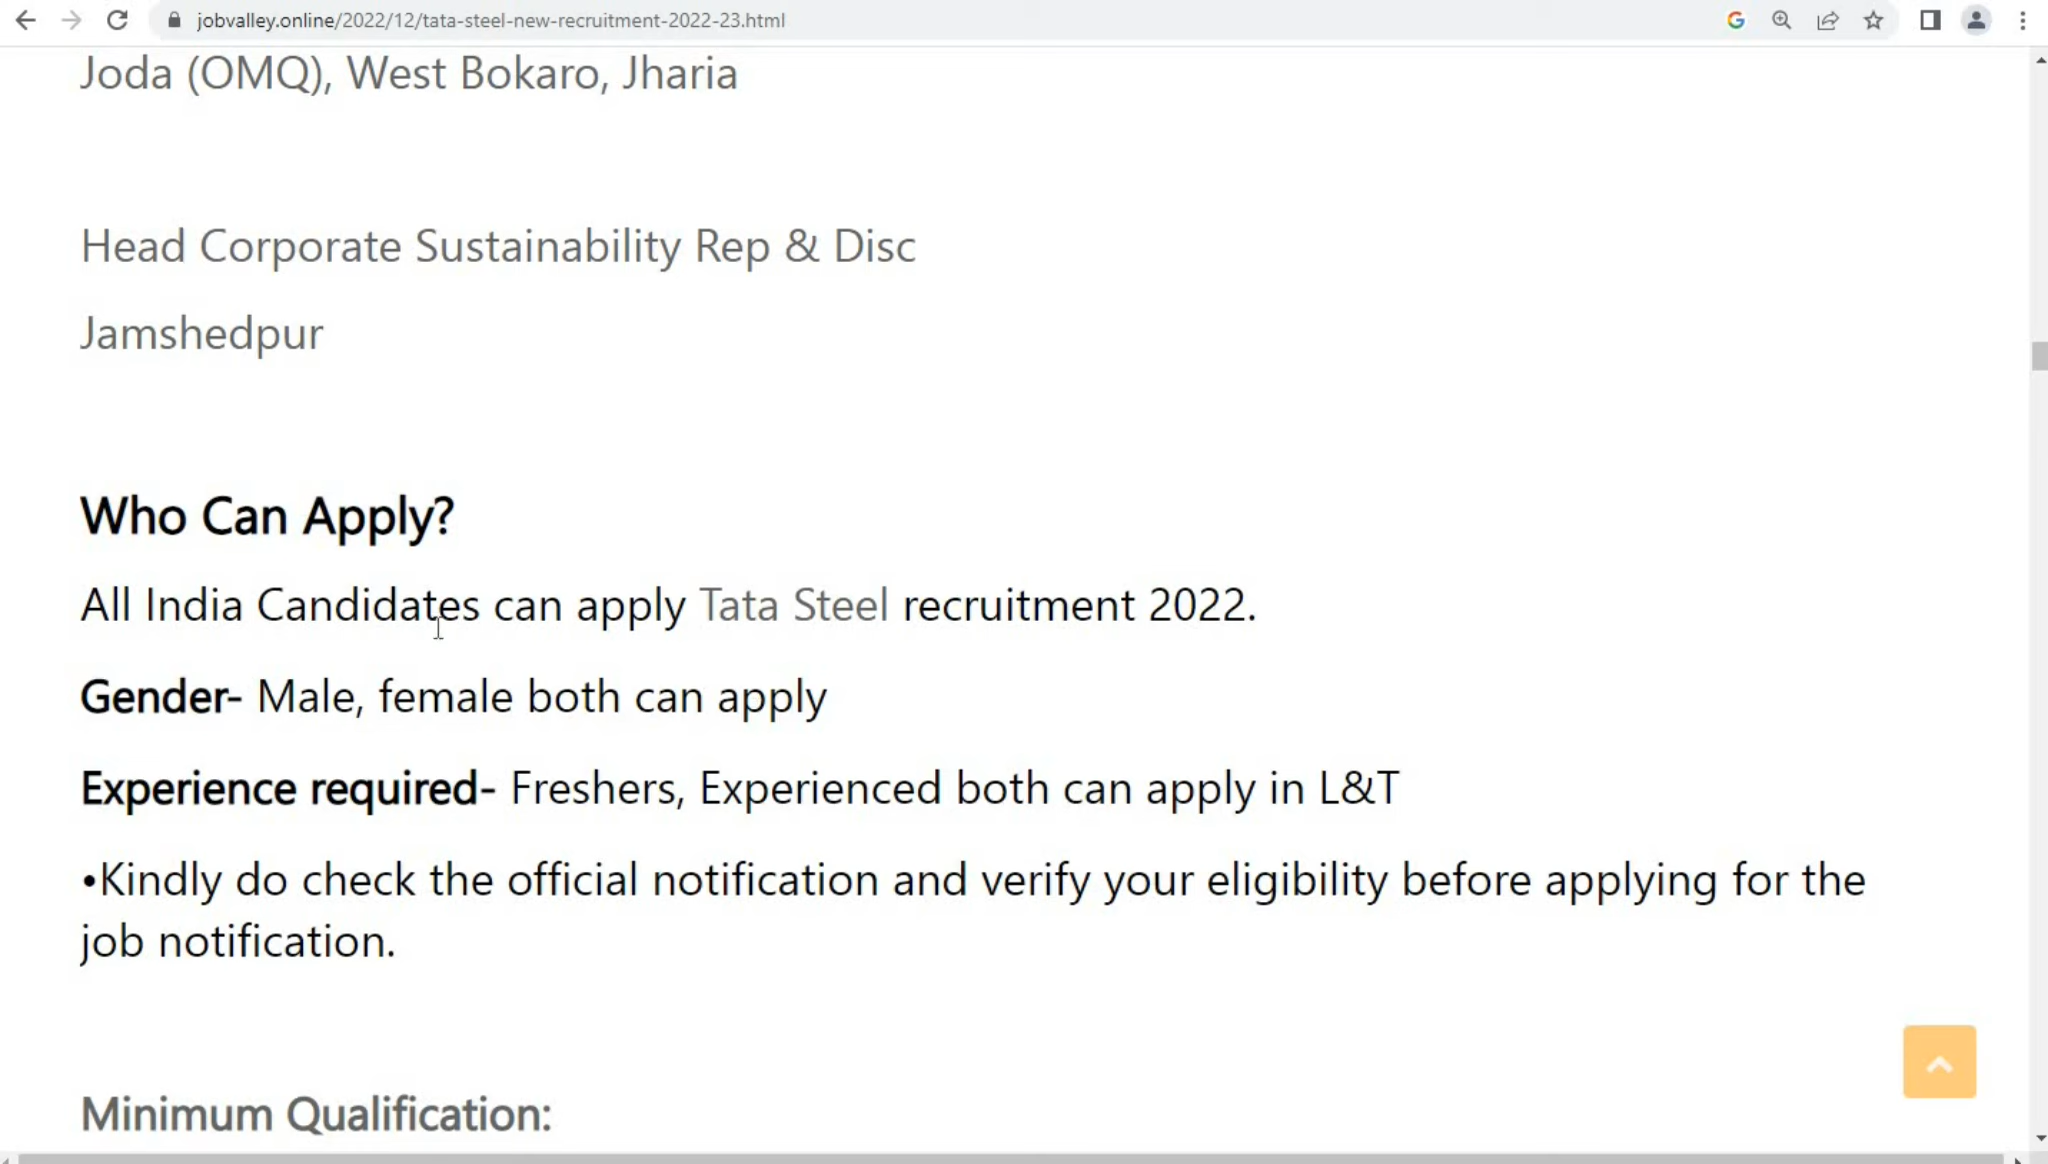 jobvalley.online/2022/12/tata-steel-new-recruitment-2022-23.html
Joda (OMQ), West Bokaro, Jharia
Head Corporate Sustainability Rep & Disc
Jamshedpur
Who Can Apply?
All India Candidates can apply Tata Steel recruitment 2022.
Gender- Male, female both can apply
Experience required- Freshers, Experienced both can apply in L&T
•Kindly do check the official notification and verify your eligibility before applying for the
job notification.
Minimum Qualification: